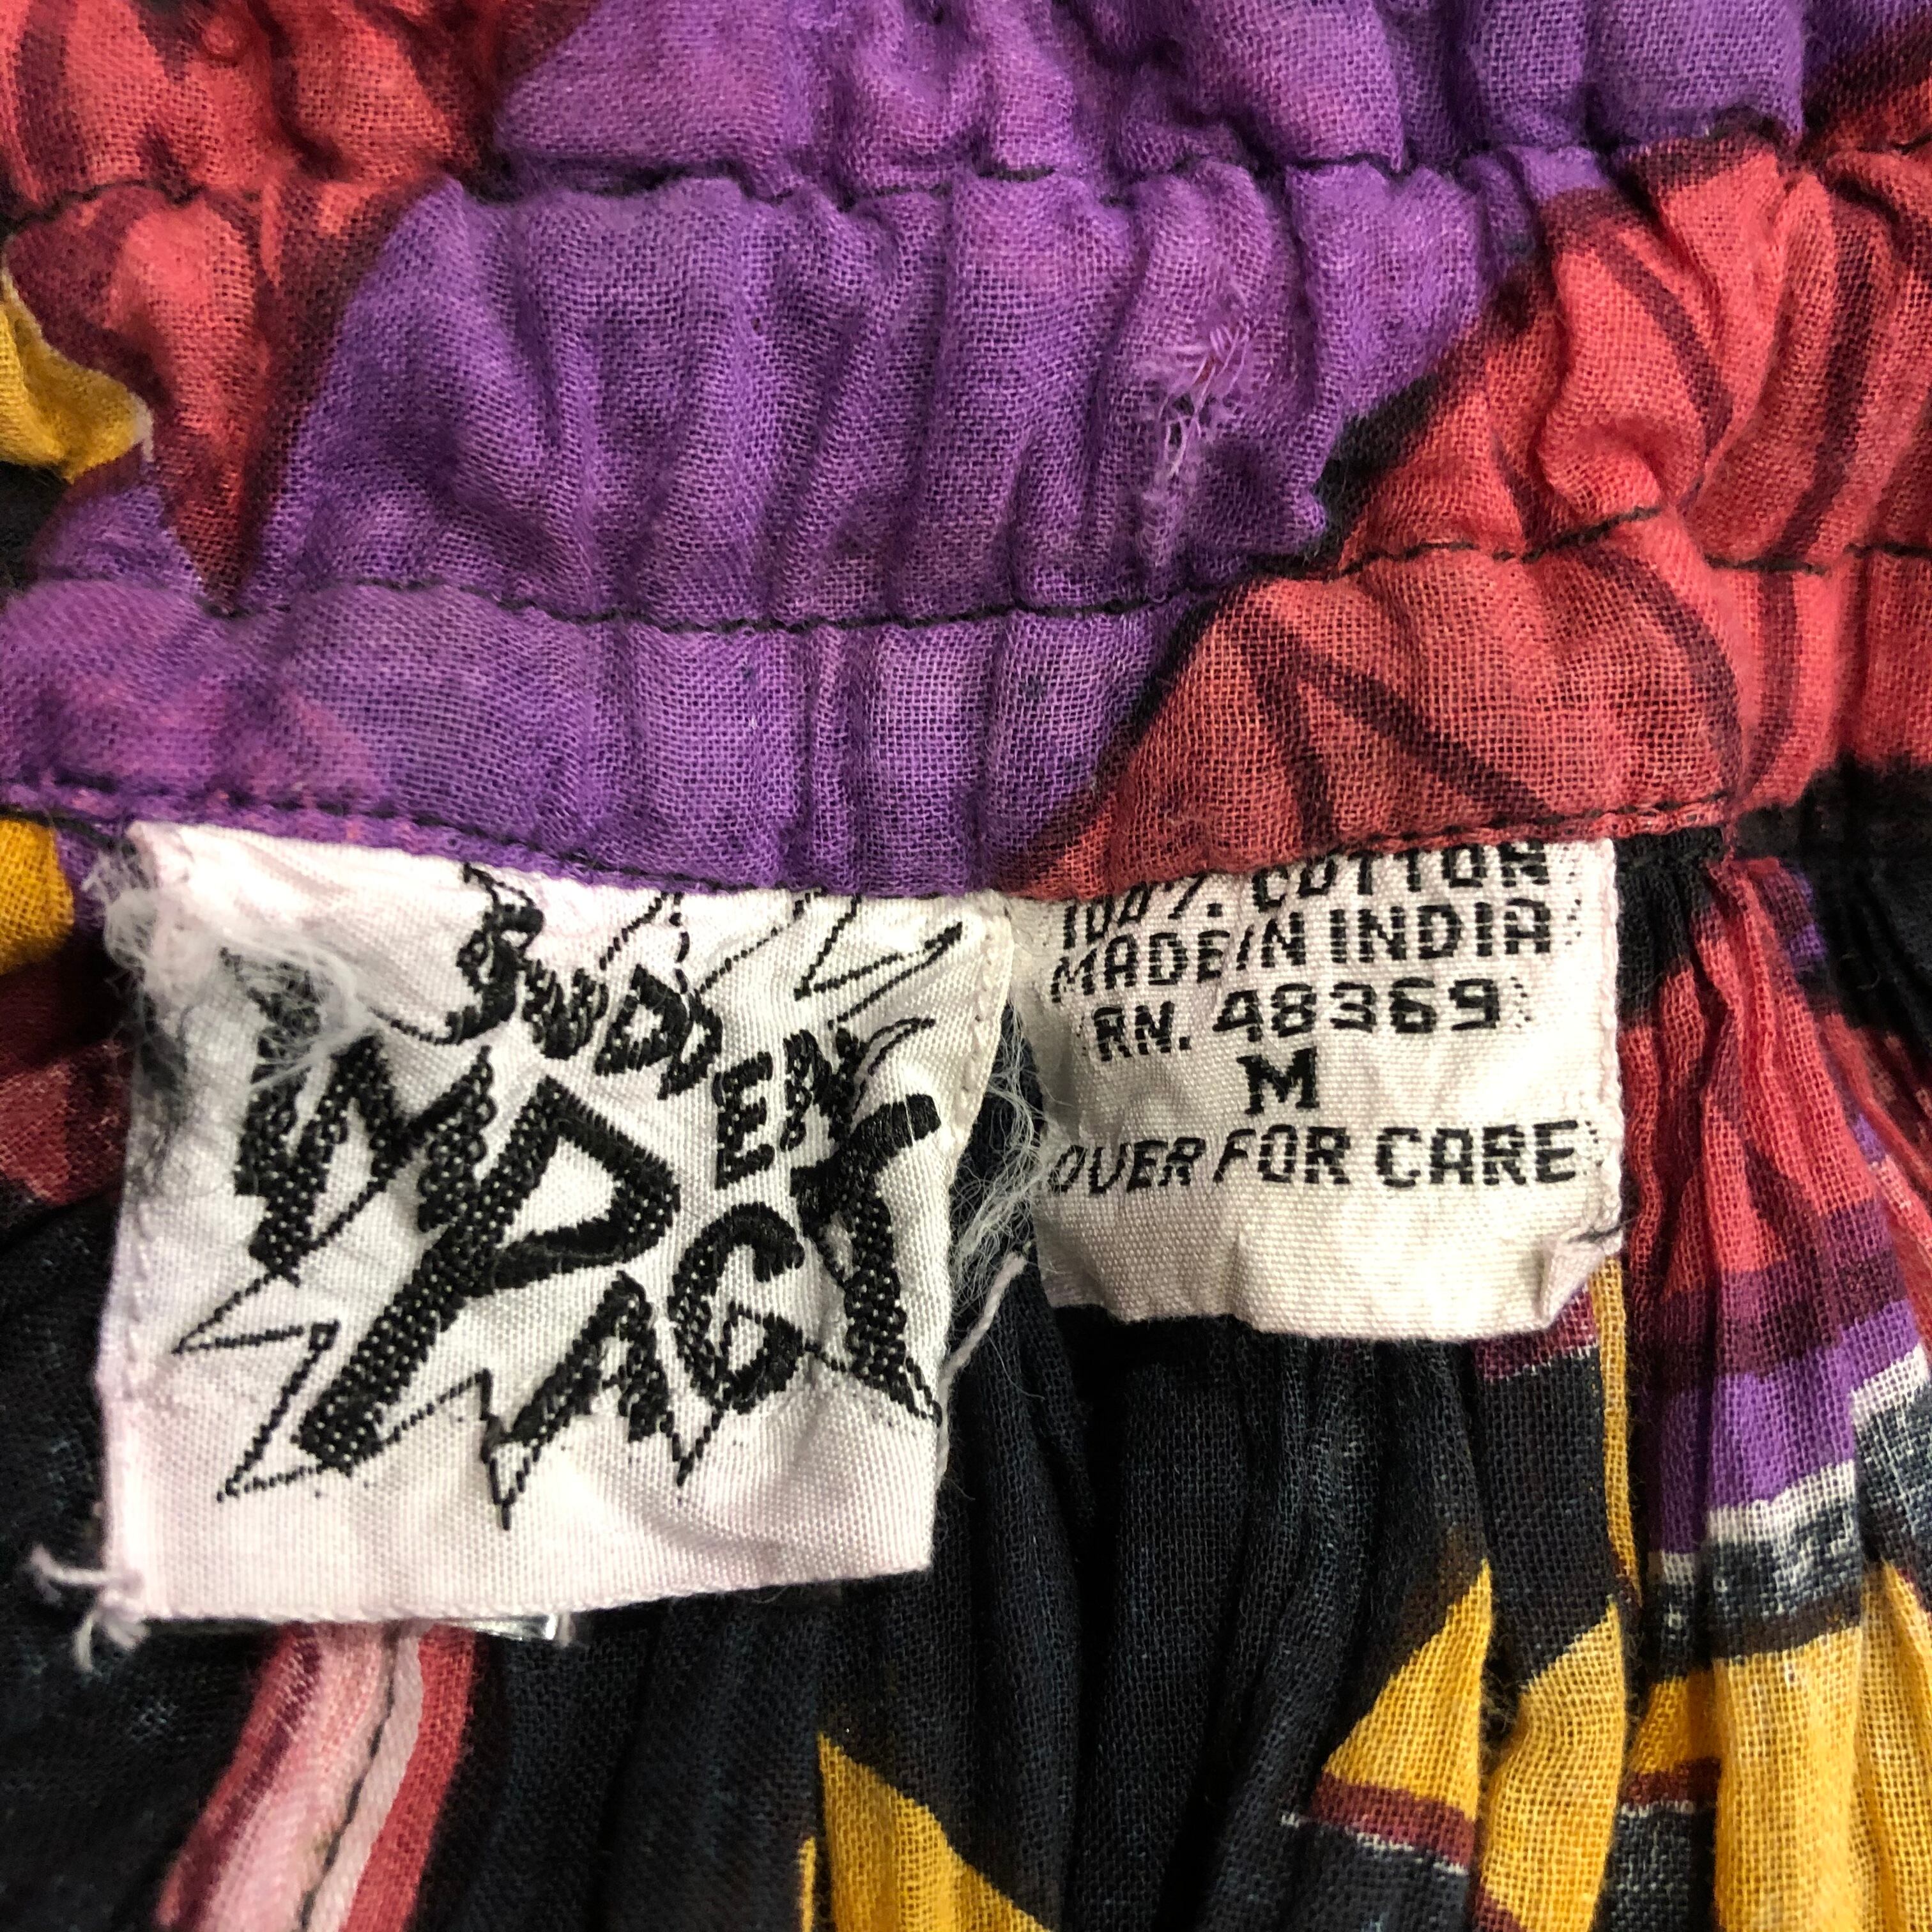 SUDDEN
IMPACT
100% COTTON
MADE IN INDIA
RN. 48369
M
OVER FOR CARE